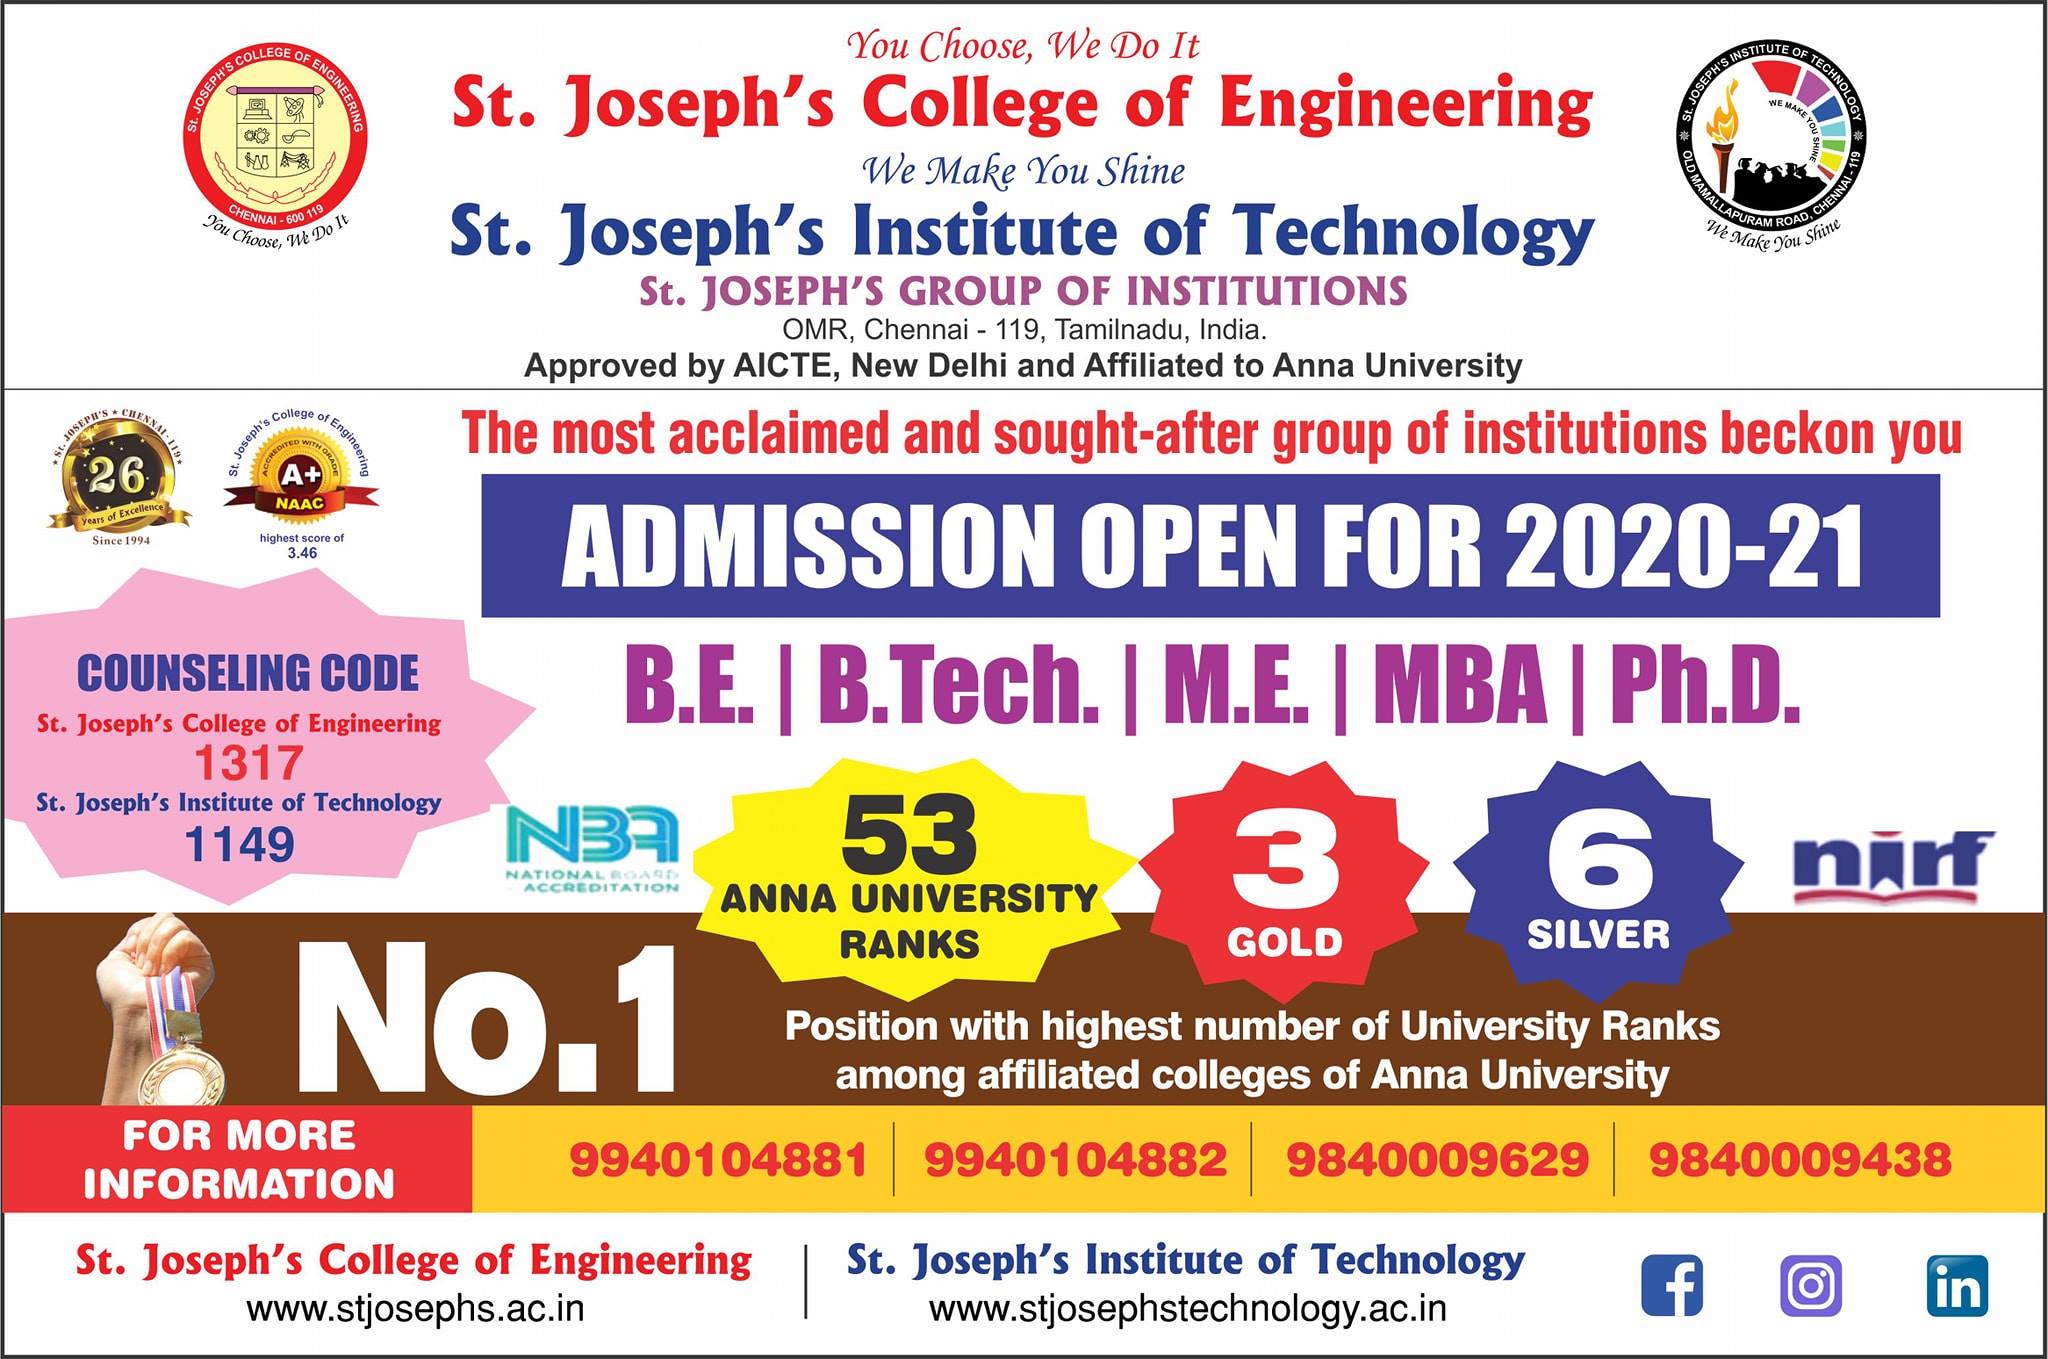 You Choose, We Do It
St. Joseph's College of Engineering
We Make You Shine
St. Joseph's Institute of Technology
St. JOSEPH'S GROUP OF INSTITUTIONS
OMR, Chennai - 119, Tamilnadu, India.
Approved by AICTE, New Delhi and Affiliated to Anna University
St. JOSEPH'S COLLEGE OF ENGINEERING
CHENNAI - 600 119
You Choose, We Do It
St. JOSEPH'S INSTITUTE OF TECHNOLOGY
WE MAKE YOU SHINE
OLD MAMALLAPURAM ROAD, CHENNAI - 119
We Make You Shine
St. JOSEPH'S ★ CHENNAI-119
26
Years of Excellence
Since 1994
St. Joseph's College of Engineering
ACCREDITED WITH GRADE
A+
NAAC
highest score of
3.46
The most acclaimed and sought-after group of institutions beckon you
ADMISSION OPEN FOR 2020-21
B.E. | B.Tech. | M.E. | MBA | Ph.D.
COUNSELING CODE
St. Joseph's College of Engineering
1317
St. Joseph's Institute of Technology
1149
NBA
NATIONAL BOARD
ACCREDITATION
53
ANNA UNIVERSITY
RANKS
3
GOLD
6
SILVER
nirf
No.1
Position with highest number of University Ranks
among affiliated colleges of Anna University
FOR MORE
INFORMATION
9940104881 | 9940104882 | 9840009629 | 9840009438
St. Joseph's College of Engineering
www.stjosephs.ac.in
St. Joseph's Institute of Technology
www.stjosephstechnology.ac.in